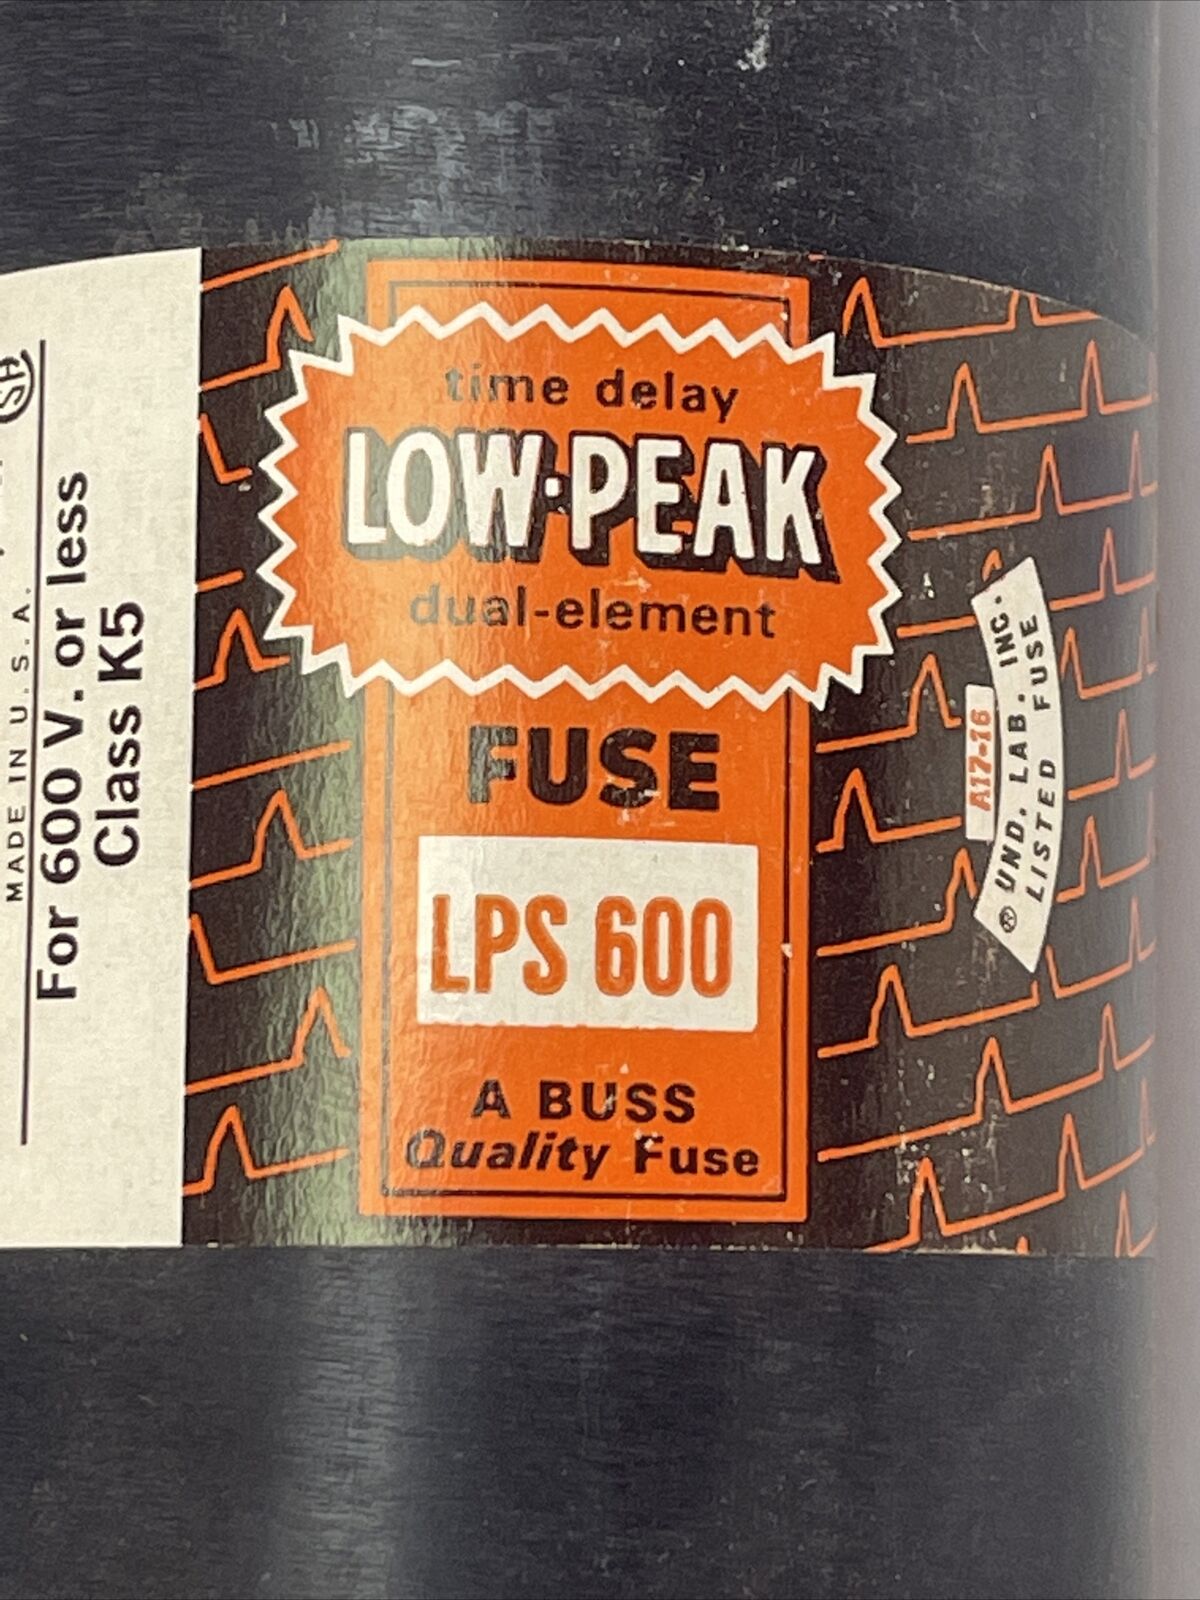 SA
MADE IN U.S.A.
For 600 V. or less
Class K5
time delay
LOW·PEAK
dual-element
FUSE
LPS 600
A BUSS
Quality Fuse
A17-16
® UND. LAB. INC.
LISTED FUSE